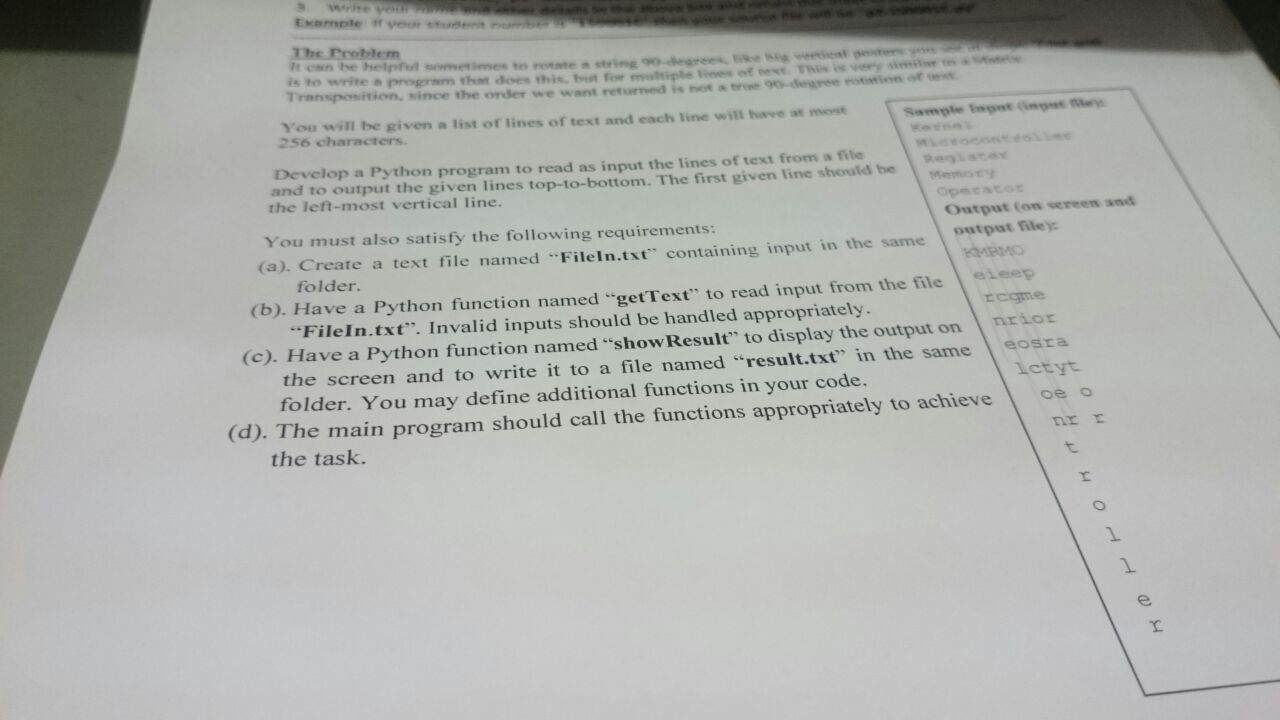 3. Write your name and other details in the above box and
Example: If your student number is
The Problem
It can be helpful sometimes to rotate a string 90-degrees, like big vertical posters you see at
is to write a program that does this, but for multiple lines of text. This is very similar to a Matrix
Transposition, since the order we want returned is not a true 90-degree rotation of text.
You will be given a list of lines of text and each line will have at most
256 characters.
Develop a Python program to read as input the lines of text from a file
and to output the given lines top-to-bottom. The first given line should be
the left-most vertical line.
You must also satisfy the following requirements:
(a). Create a text file named “FileIn.txt” containing input in the same
folder.
(b). Have a Python function named “getText” to read input from the file
“FileIn.txt”. Invalid inputs should be handled appropriately.
(c). Have a Python function named “showResult” to display the output on
the screen and to write it to a file named “result.txt” in the same
folder. You may define additional functions in your code.
(d). The main program should call the functions appropriately to achieve
the task.
Sample Input (input file):
Kernel
Microcontroller
Register
Memory
Operator
Output (on screen and
output file):
KMRMO
eieep
rcgme
nrior
eosra
lctyt
oe o
nr r
t
r
o
l
l
e
r